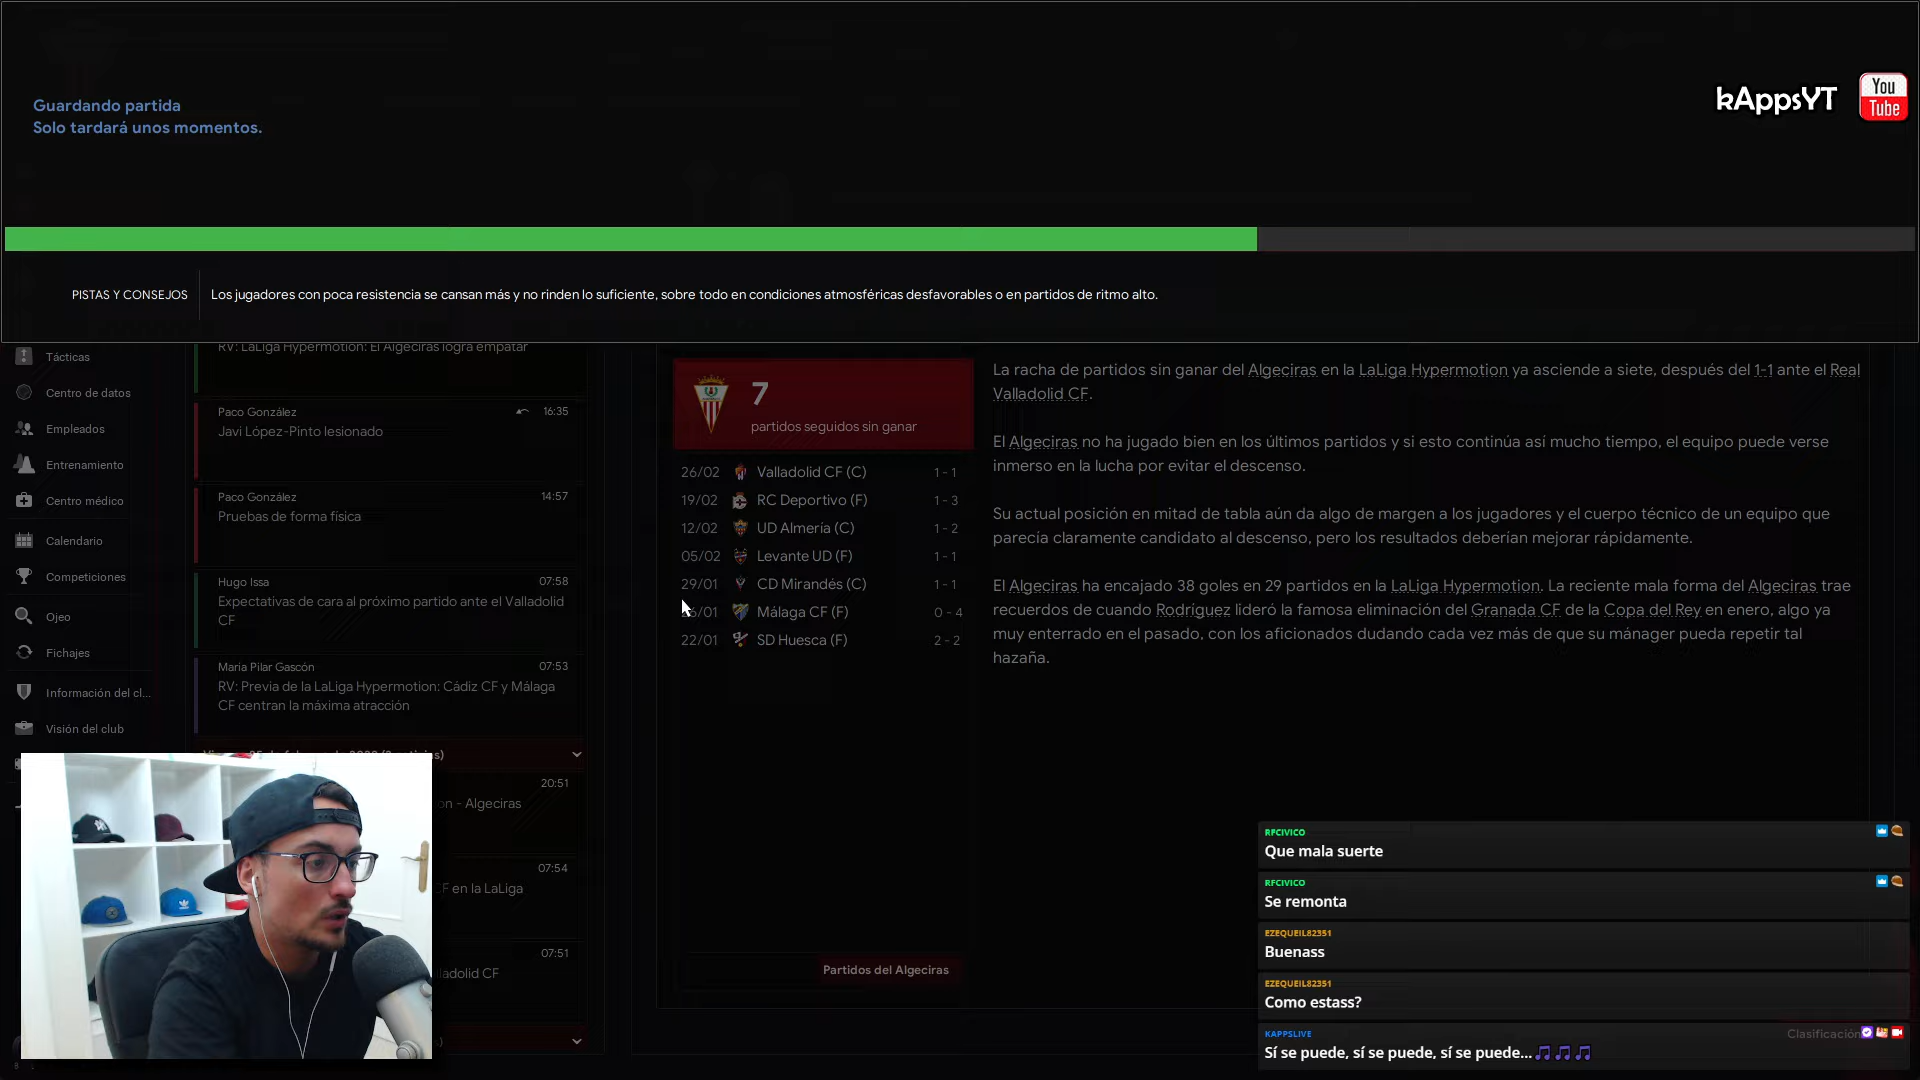 Guardando partida
Solo tardará unos momentos.
kAppsYT
You
Tube
PISTAS Y CONSEJOS
Los jugadores con poca resistencia se cansan más y no rinden lo suficiente, sobre todo en condiciones atmosféricas desfavorables o en partidos de ritmo alto.
Tácticas
Centro de datos
Empleados
Entrenamiento
Centro médico
Calendario
Competiciones
Ojeo
Fichajes
Información del cl...
Visión del club
RV: LaLiga Hypermotion: El Algeciras logra empatar
Paco González
16:35
Javi López-Pinto lesionado
Paco González
14:57
Pruebas de forma física
Hugo Issa
07:58
Expectativas de cara al próximo partido ante el Valladolid
CF
María Pilar Gascón
07:53
RV: Previa de la LaLiga Hypermotion: Cádiz CF y Málaga
CF centran la máxima atracción
20:51
- Algeciras
07:54
CF en la LaLiga
07:51
CF
7
partidos seguidos sin ganar
26/02 Valladolid CF (C) 1 - 1
19/02 RC Deportivo (F) 1 - 3
12/02 UD Almería (C) 1 - 2
05/02 Levante UD (F) 1 - 1
29/01 CD Mirandés (C) 1 - 1
/01 Málaga CF (F) 0 - 4
22/01 SD Huesca (F) 2 - 2
Partidos del Algeciras
La racha de partidos sin ganar del Algeciras en la LaLiga Hypermotion ya asciende a siete, después del 1-1 ante el Real
Valladolid CF.
El Algeciras no ha jugado bien en los últimos partidos y si esto continúa así mucho tiempo, el equipo puede verse
inmerso en la lucha por evitar el descenso.
Su actual posición en mitad de tabla aún da algo de margen a los jugadores y el cuerpo técnico de un equipo que
parecía claramente candidato al descenso, pero los resultados deberían mejorar rápidamente.
El Algeciras ha encajado 38 goles en 29 partidos en la LaLiga Hypermotion. La reciente mala forma del Algeciras trae
recuerdos de cuando Rodríguez lideró la famosa eliminación del Granada CF de la Copa del Rey en enero, algo ya
muy enterrado en el pasado, con los aficionados dudando cada vez más de que su mánager pueda repetir tal
hazaña.
RFCIVICO
Que mala suerte
RFCIVICO
Se remonta
EZEQUEIL82351
Buenass
EZEQUEIL82351
Como estass?
KAPPSLIVE
Clasificación
Sí se puede, sí se puede, sí se puede...